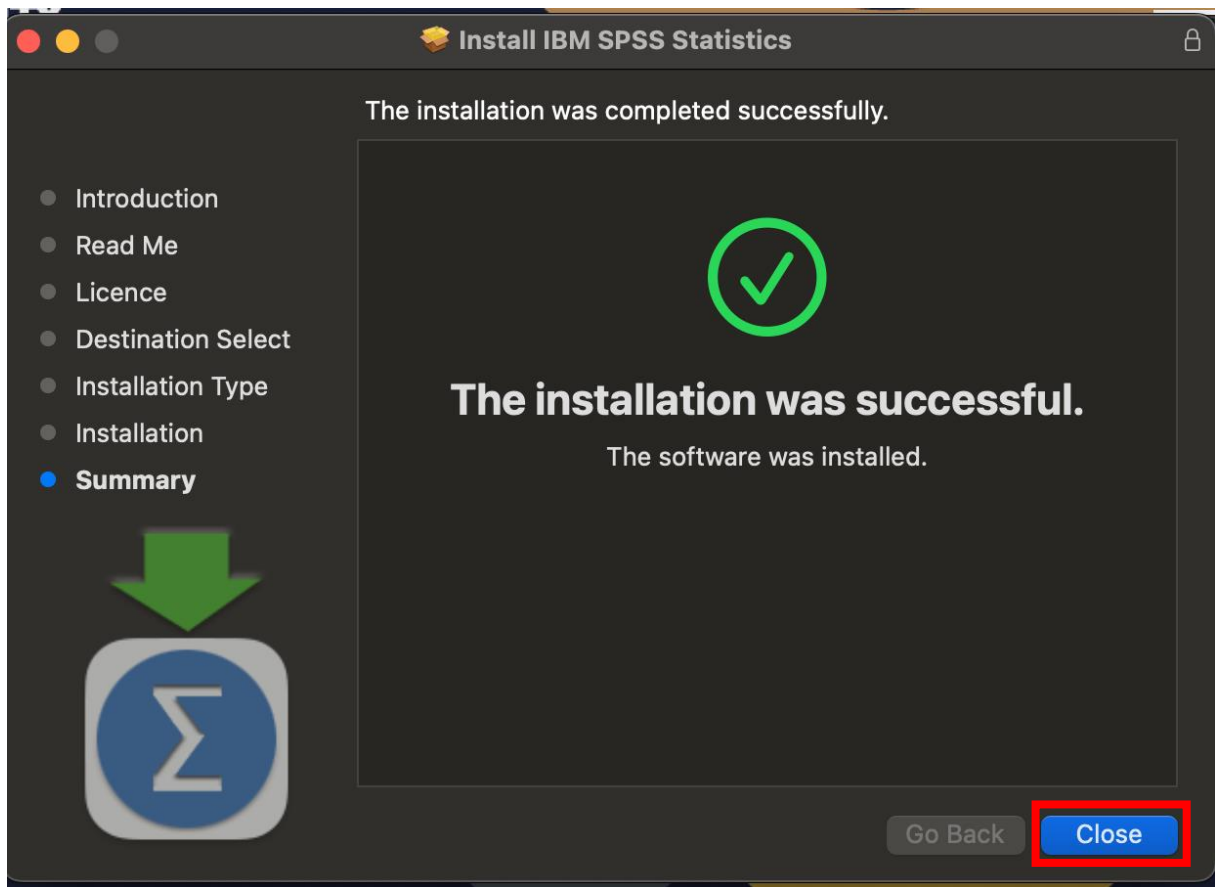 Install IBM SPSS Statistics
The installation was completed successfully.
Introduction
Read Me
Licence
Destination Select
Installation Type
Installation
Summary
The installation was successful.
The software was installed.
Σ
Go Back
Close